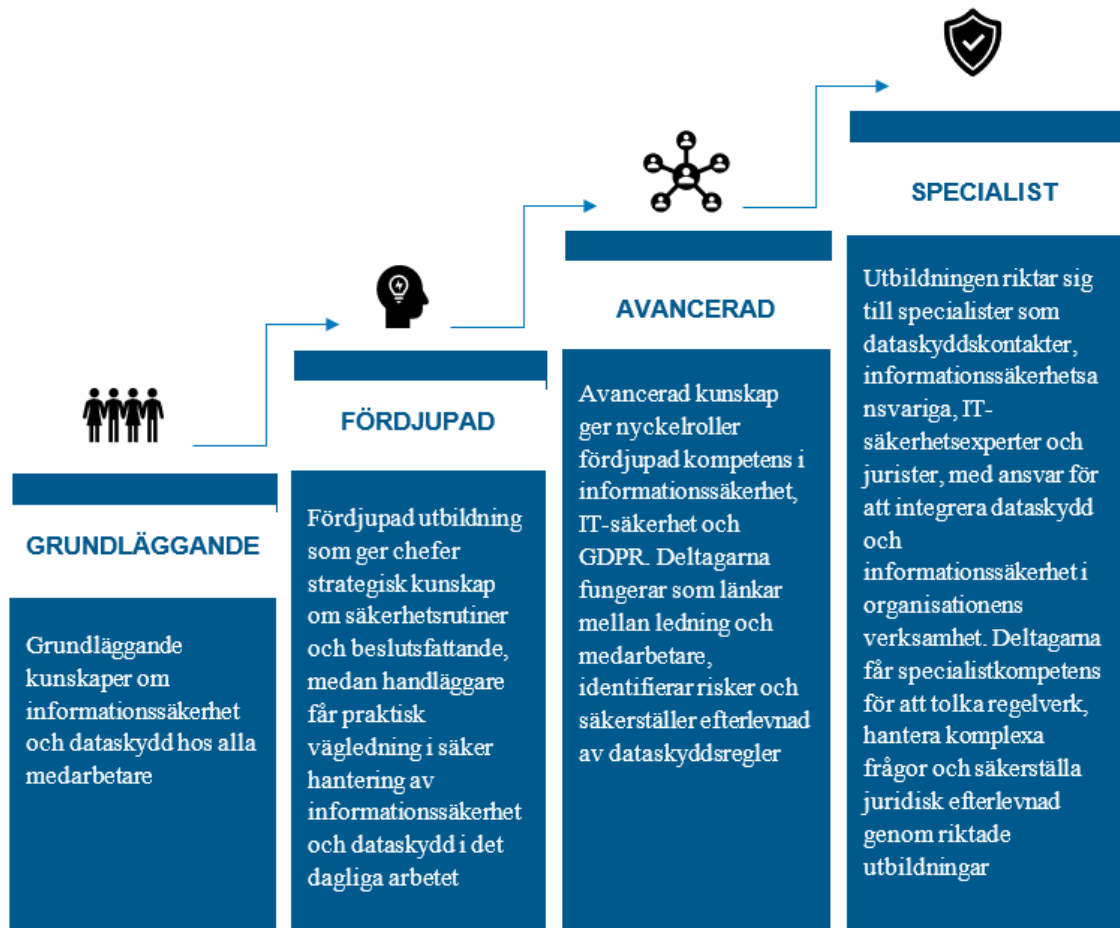 GRUNDLÄGGANDE
Grundläggande
kunskaper om
informationssäkerhet
och dataskydd hos alla
medarbetare
FÖRDJUPAD
Fördjupad utbildning
som ger chefer
strategisk kunskap
om säkerhetsrutiner
och beslutsfattande,
medan handläggare
får praktisk
vägledning i säker
hantering av
informationssäkerhet
och dataskydd i det
dagliga arbetet
AVANCERAD
Avancerad kunskap
ger nyckelroller
fördjupad kompetens i
informationssäkerhet,
IT-säkerhet och
GDPR. Deltagarna
fungerar som länkar
mellan ledning och
medarbetare,
identifierar risker och
säkerställer efterlevnad
av dataskyddsregler
SPECIALIST
Utbildningen riktar sig
till specialister som
dataskyddskontakter,
informationssäkerhetsa
nsvariga, IT-
säkerhetsexperter och
jurister, med ansvar för
att integrera dataskydd
och
informationssäkerhet i
organisationens
verksamhet. Deltagarna
får specialistkompetens
för att tolka regelverk,
hantera komplexa
frågor och säkerställa
juridisk efterlevnad
genom riktade
utbildningar